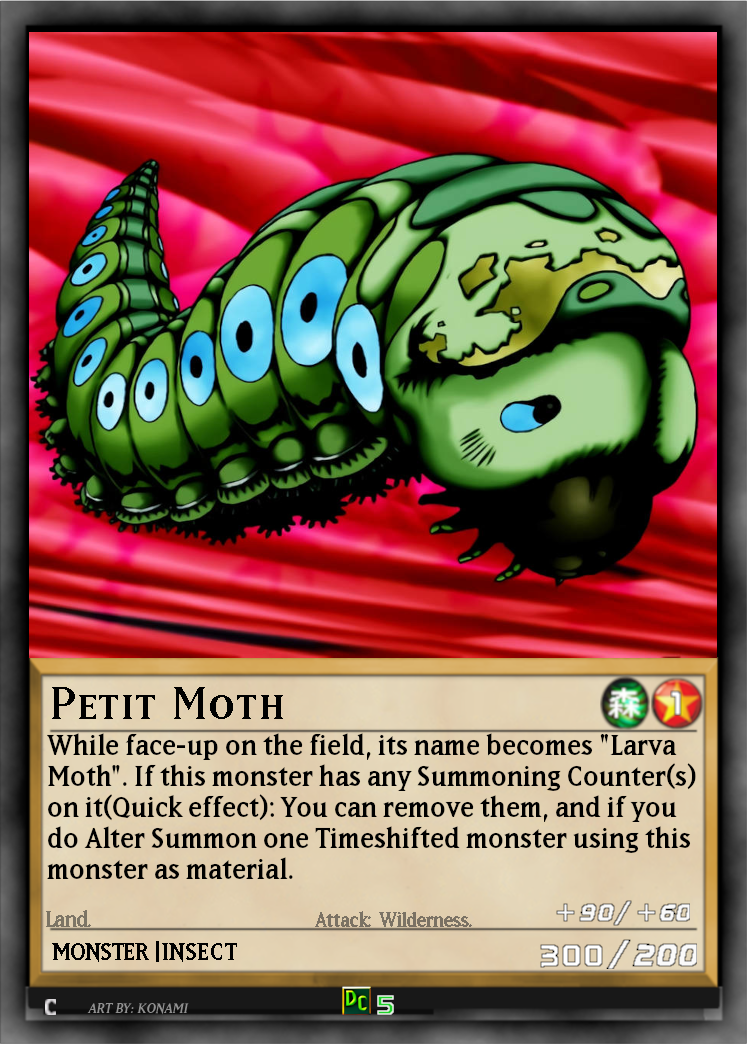 PETIT MOTH
森 1
While face-up on the field, its name becomes "Larva
Moth". If this monster has any Summoning Counter(s)
on it(Quick effect): You can remove them, and if you
do Alter Summon one Timeshifted monster using this
monster as material.
Land. Attack: Wilderness. +90/+60
MONSTER |INSECT 300/200
C ART BY: KONAMI DC 5